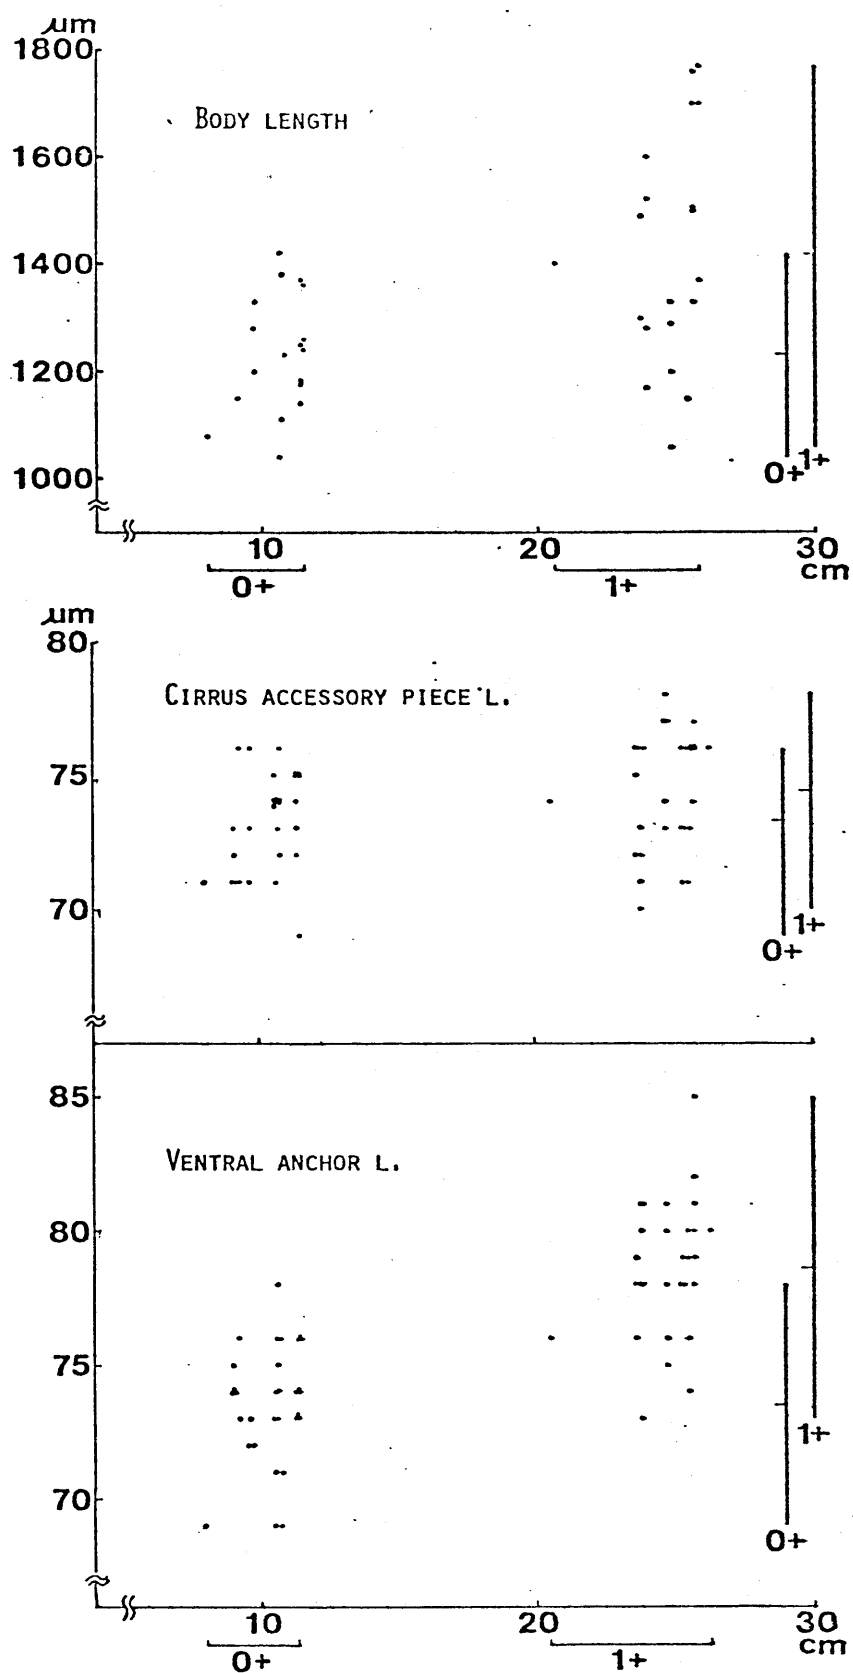 µm
1800
BODY LENGTH
1600
1400
1200
1000
0+ 1+
10 20 30
cm
0+ 1+
µm
80
CIRRUS ACCESSORY PIECE L.
75
70
1+
0+
85
VENTRAL ANCHOR L.
80
75
1+
70
0+
10 20 30
cm
0+ 1+